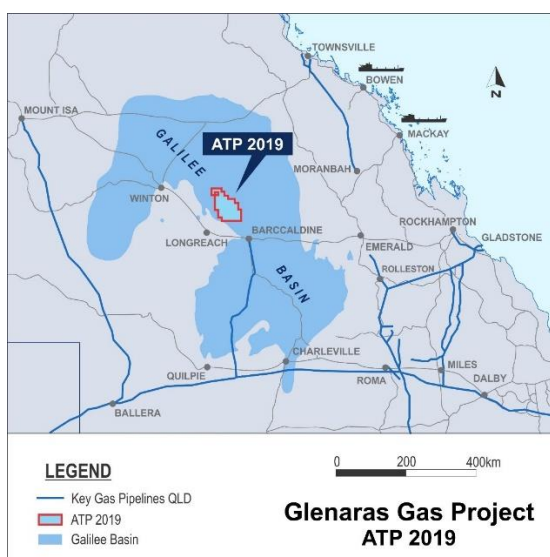 TOWNSVILLE
BOWEN
MOUNT ISA
MACKAY
N
GALILEE
ATP 2019
MORANBAH
WINTON
LONGREACH
BARCCALDINE
EMERALD
ROCKHAMPTON
GLADSTONE
ROLLESTON
BASIN
CHARLEVILLE
QUILPIE
ROMA
MILES
DALBY
BALLERA
LEGEND
Key Gas Pipelines QLD
ATP 2019
Galilee Basin
0 200 400km
Glenaras Gas Project
ATP 2019